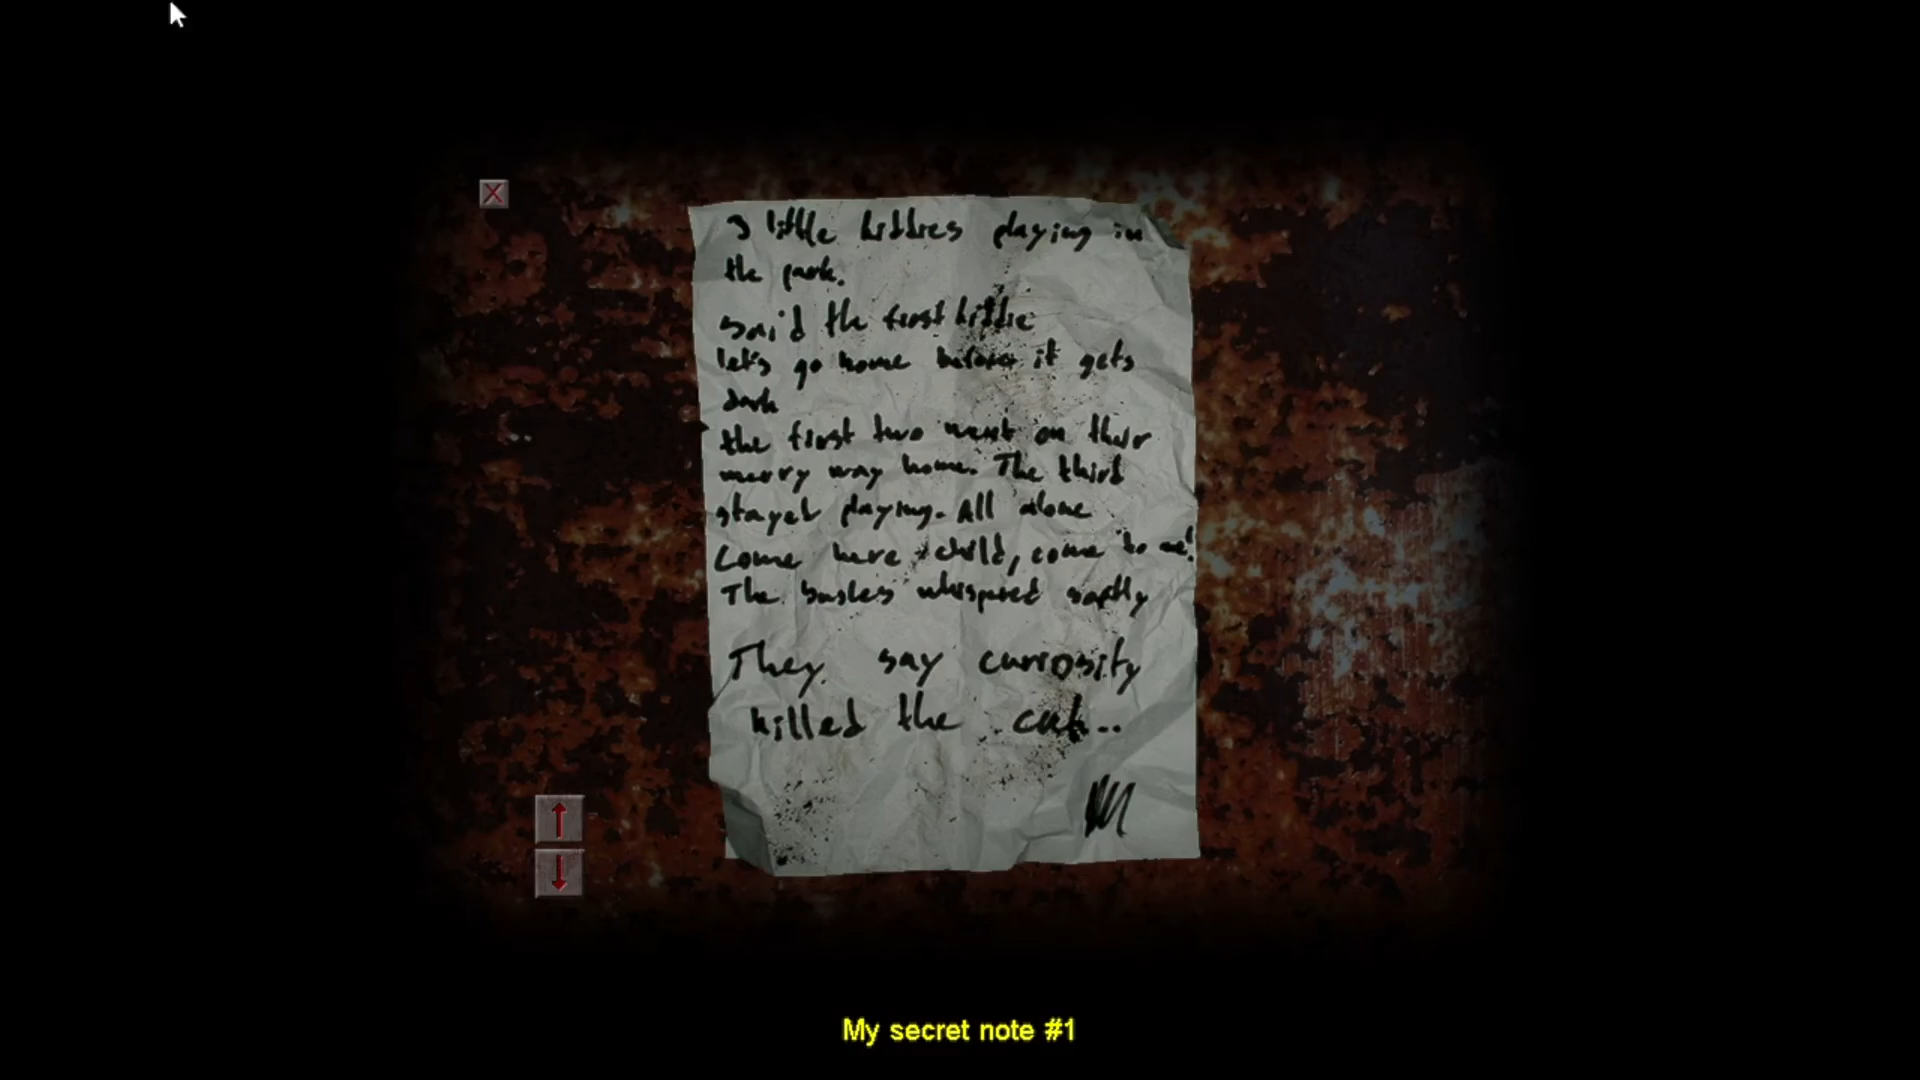 3 little kiddies playing in
the park.
said the first kiddie
let's go home before it gets
dark
the first two went on their
merry way home. The third
stayed playing. All alone
Come here child, come to me!
The bushes whispered softly
They say curiosity
killed the cat..
My secret note #1